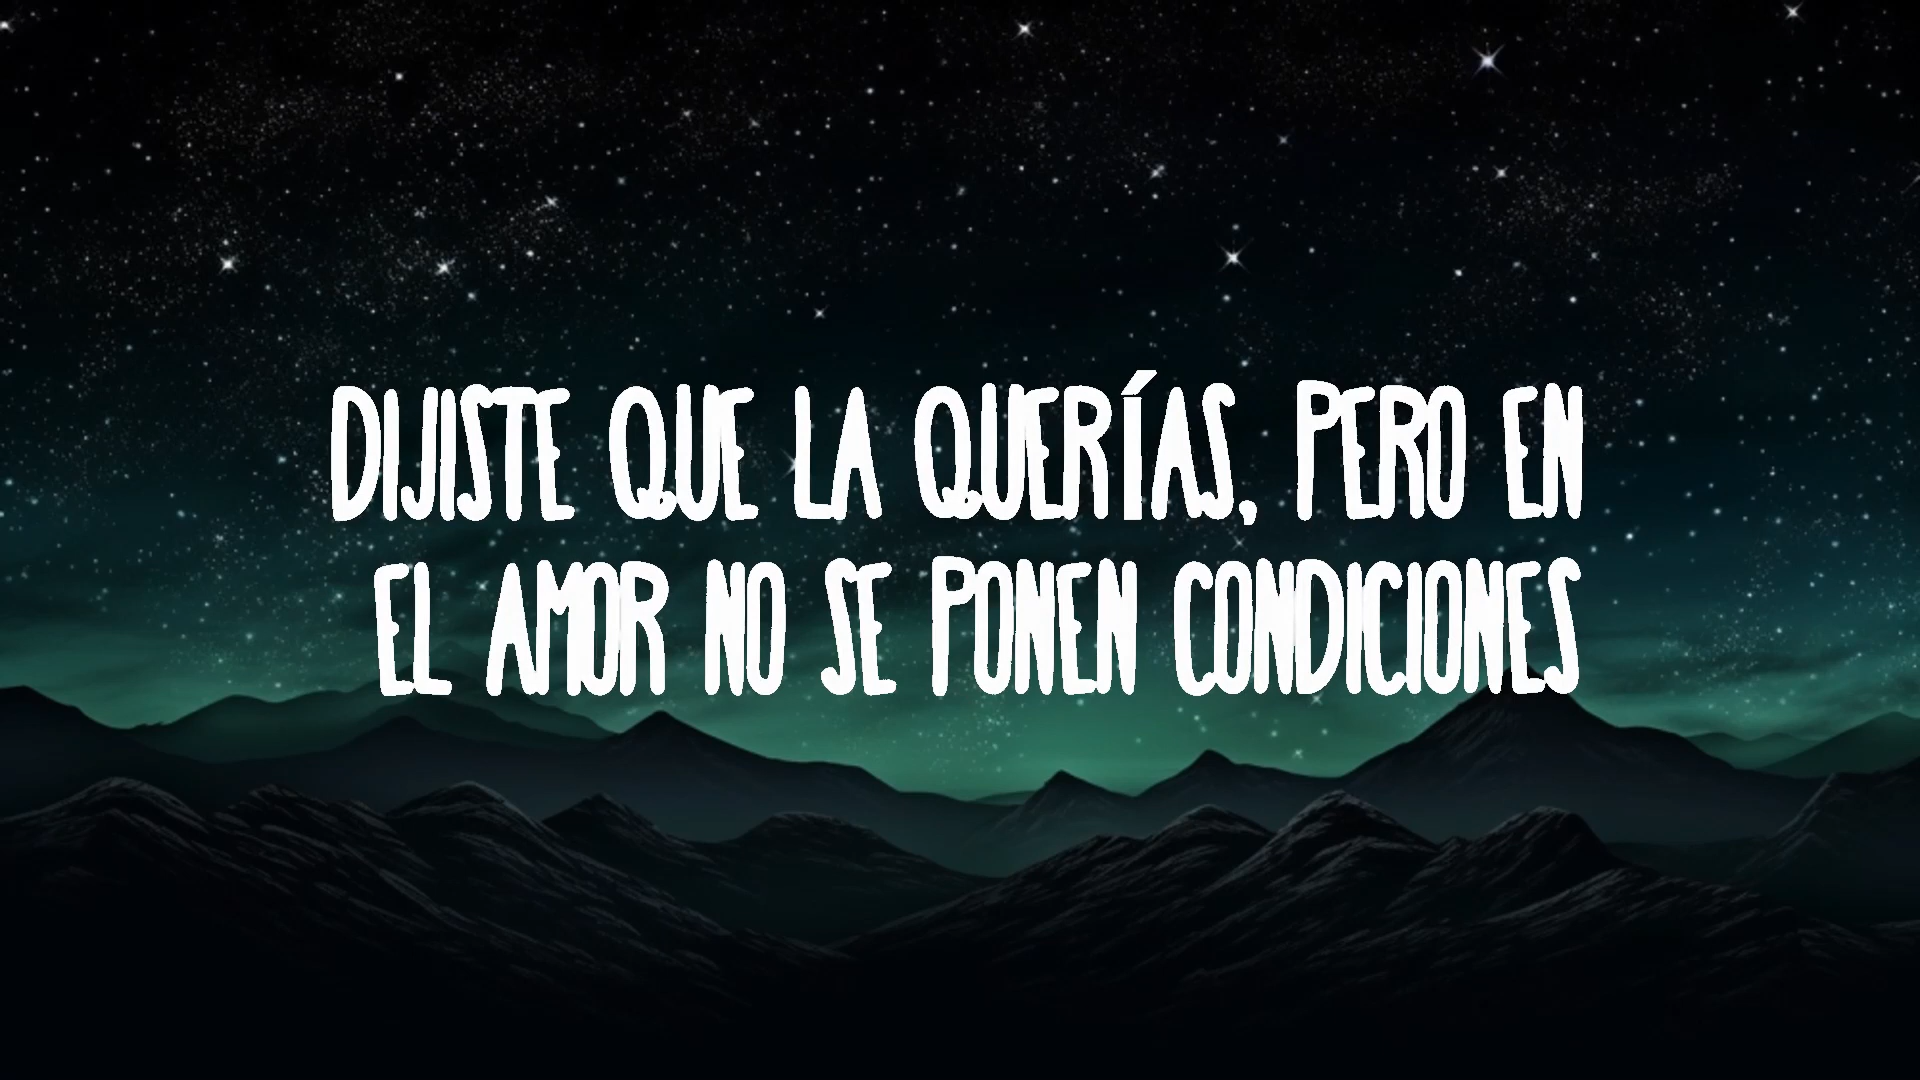 DIJISTE QUE LA QUERÍAS, PERO EN
EL AMOR NO SE PONEN CONDICIONES